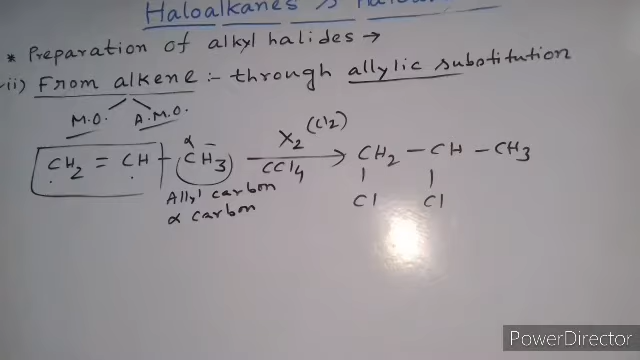 Haloalkanes
* Preparation of alkyl halides →
ii) From alkene :- through allylic substitution
M.O. A.M.O.
α X₂ (Cl₂)
CH₂ = CH - CH₃ → CH₂ - CH - CH₃
CCl₄
Allyl carbon Cl Cl
α carbon
PowerDirector